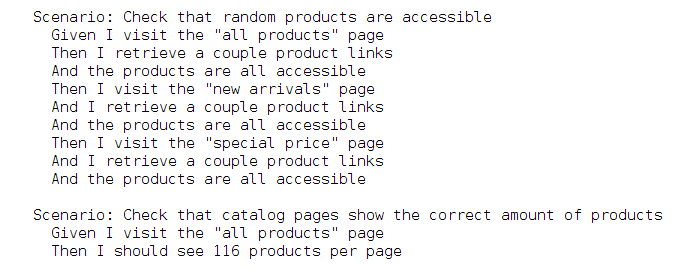 Scenario: Check that random products are accessible
Given I visit the "all products" page
Then I retrieve a couple product links
And the products are all accessible
Then I visit the "new arrivals" page
And I retrieve a couple product links
And the products are all accessible
Then I visit the "special price" page
And I retrieve a couple product links
And the products are all accessible
Scenario: Check that catalog pages show the correct amount of products
Given I visit the "all products" page
Then I should see 116 products per page